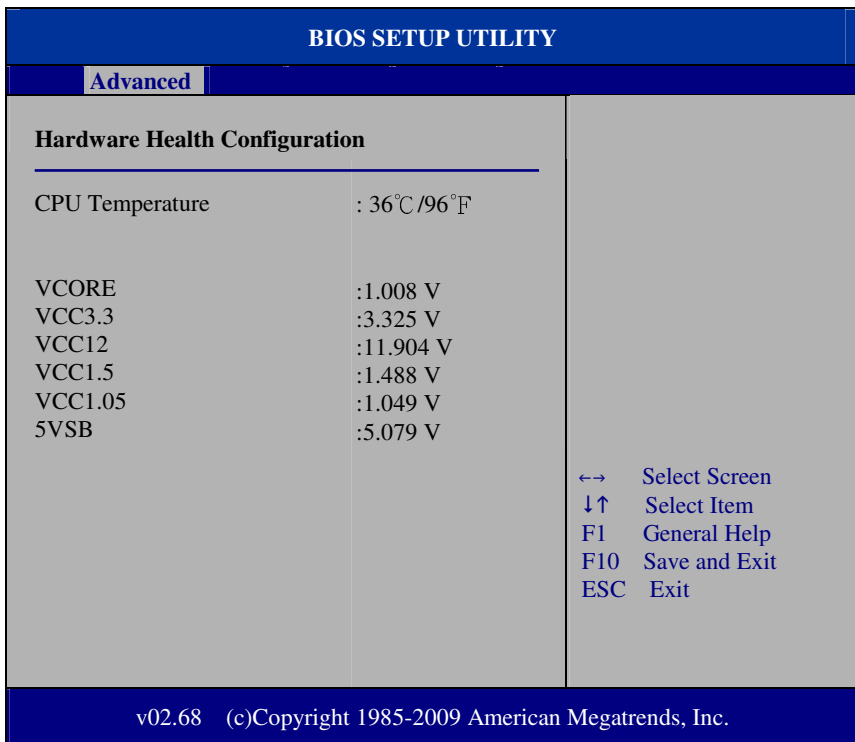 BIOS SETUP UTILITY
Advanced
Hardware Health Configuration
CPU Temperature : 36℃/96°F
VCORE :1.008 V
VCC3.3 :3.325 V
VCC12 :11.904 V
VCC1.5 :1.488 V
VCC1.05 :1.049 V
5VSB :5.079 V
←→ Select Screen
↓↑ Select Item
F1 General Help
F10 Save and Exit
ESC Exit
v02.68 (c)Copyright 1985-2009 American Megatrends, Inc.